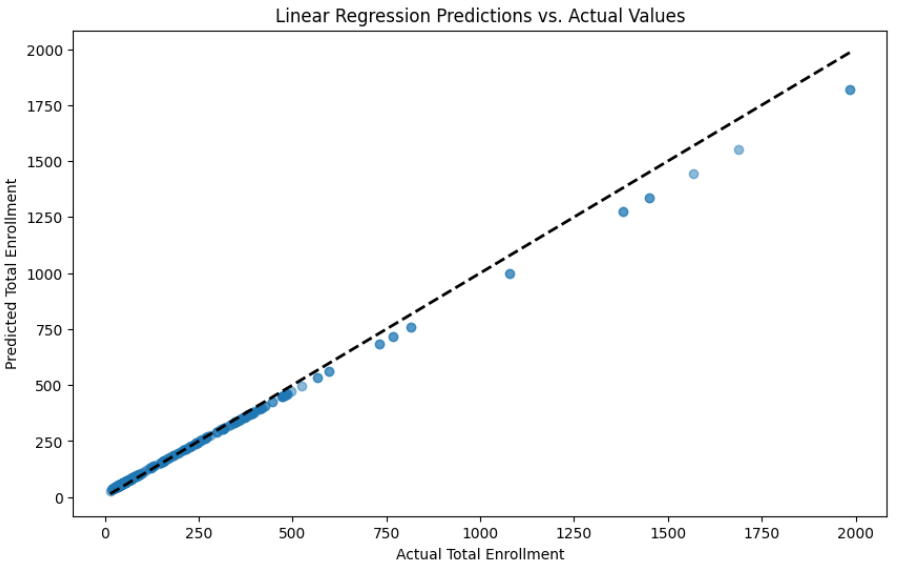 Linear Regression Predictions vs. Actual Values
Predicted Total Enrollment
2000
1750
1500
1250
1000
750
500
250
0
0 250 500 750 1000 1250 1500 1750 2000
Actual Total Enrollment